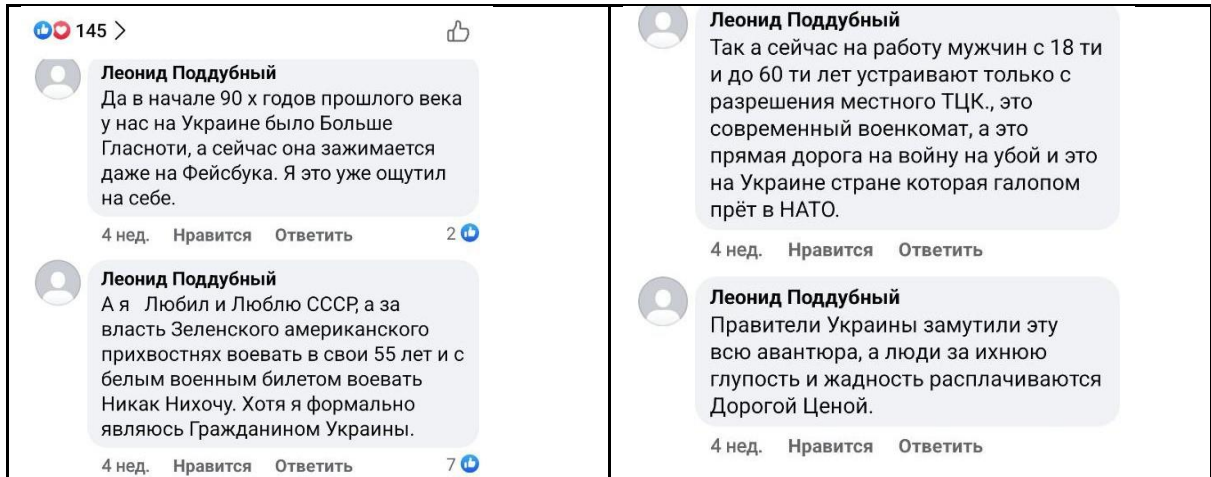 145 >
Леонид Поддубный
Да в начале 90 х годов прошлого века
у нас на Украине было Больше
Гласноти, а сейчас она зажимается
даже на Фейсбука. Я это уже ощутил
на себе.
4 нед. Нравится Ответить 2
Леонид Поддубный
А я Любил и Люблю СССР, а за
власть Зеленского американского
прихвостнях воевать в свои 55 лет и с
белым военным билетом воевать
Никак Нихочу. Хотя я формально
являюсь Гражданином Украины.
4 нед. Нравится Ответить 7
Леонид Поддубный
Так а сейчас на работу мужчин с 18 ти
и до 60 ти лет устраивают только с
разрешения местного ТЦК., это
современный военкомат, а это
прямая дорога на войну на убой и это
на Украине стране которая галопом
прёт в НАТО.
4 нед. Нравится Ответить
Леонид Поддубный
Правители Украины замутили эту
всю авантюра, а люди за ихнюю
глупость и жадность расплачиваются
Дорогой Ценой.
4 нед. Нравится Ответить